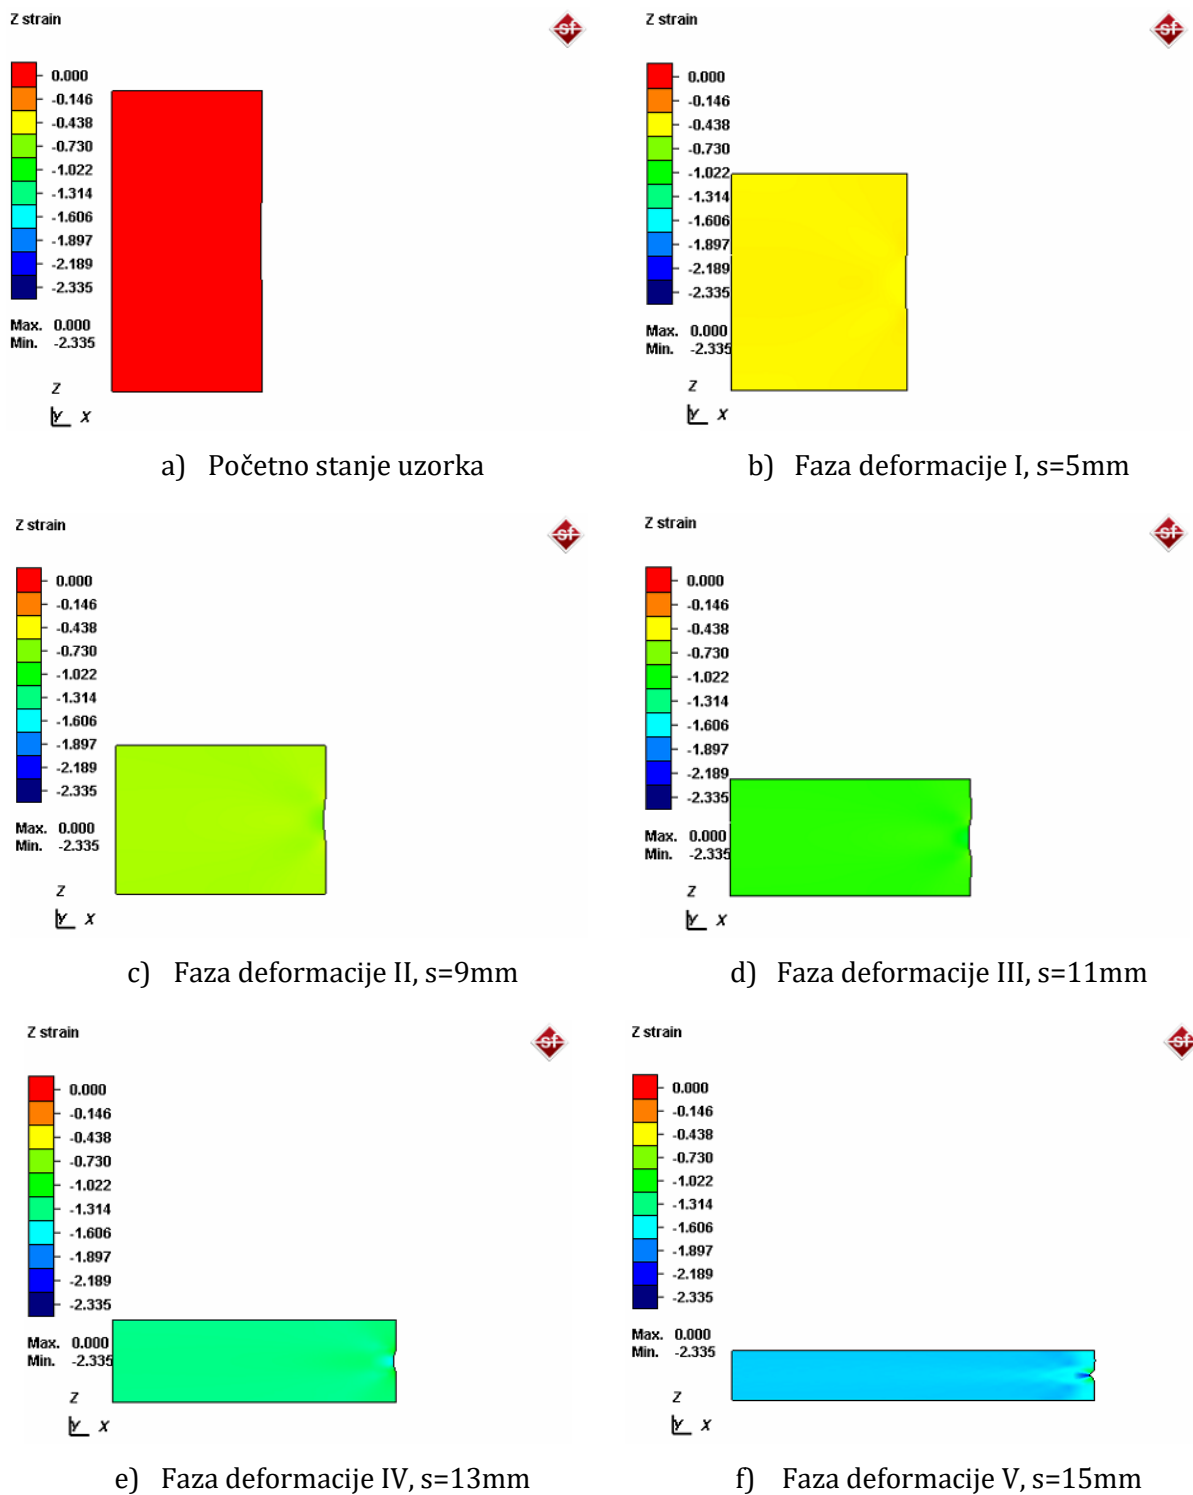 Z strain
sf
0.000
-0.146
-0.438
-0.730
-1.022
-1.314
-1.606
-1.897
-2.189
-2.335
Max. 0.000
Min. -2.335
Z
Y X
a) Početno stanje uzorka
Z strain
sf
0.000
-0.146
-0.438
-0.730
-1.022
-1.314
-1.606
-1.897
-2.189
-2.335
Max. 0.000
Min. -2.335
Z
Y X
b) Faza deformacije I, s=5mm
Z strain
sf
0.000
-0.146
-0.438
-0.730
-1.022
-1.314
-1.606
-1.897
-2.189
-2.335
Max. 0.000
Min. -2.335
Z
Y X
c) Faza deformacije II, s=9mm
Z strain
sf
0.000
-0.146
-0.438
-0.730
-1.022
-1.314
-1.606
-1.897
-2.189
-2.335
Max. 0.000
Min. -2.335
Z
Y X
d) Faza deformacije III, s=11mm
Z strain
sf
0.000
-0.146
-0.438
-0.730
-1.022
-1.314
-1.606
-1.897
-2.189
-2.335
Max. 0.000
Min. -2.335
Z
Y X
e) Faza deformacije IV, s=13mm
Z strain
sf
0.000
-0.146
-0.438
-0.730
-1.022
-1.314
-1.606
-1.897
-2.189
-2.335
Max. 0.000
Min. -2.335
Z
Y X
f) Faza deformacije V, s=15mm